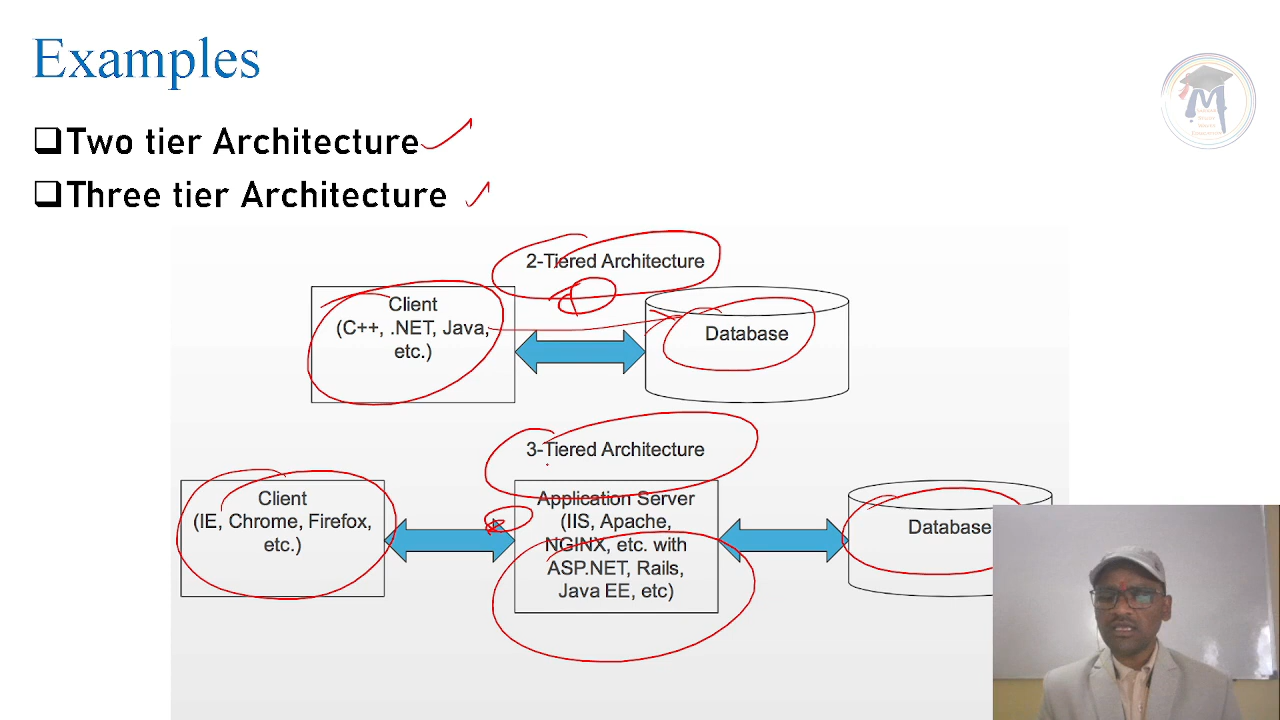 Examples
❑Two tier Architecture
❑Three tier Architecture
2-Tiered Architecture
Client
(C++, .NET, Java,
etc.)
Database
3-Tiered Architecture
Client
(IE, Chrome, Firefox,
etc.)
Application Server
(IIS, Apache,
NGINX, etc. with
ASP.NET, Rails,
Java EE, etc)
Database